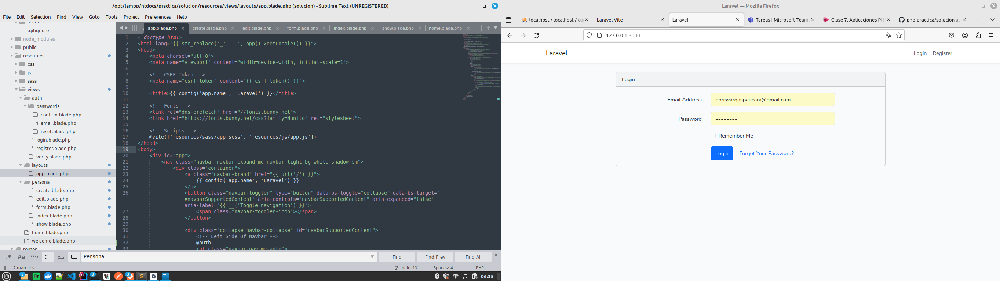 /opt/lampp/htdocs/practica/solucion/resources/views/layouts/app.blade.php (solucion) - Sublime Text (UNREGISTERED)
File Edit Selection Find View Goto Tools Project Preferences Help
seeders
.gitignore
node_modules
public
resources
css
js
sass
views
auth
passwords
confirm.blade.php
email.blade.php
reset.blade.php
login.blade.php
register.blade.php
verify.blade.php
layouts
app.blade.php
persona
create.blade.php
edit.blade.php
form.blade.php
index.blade.php
show.blade.php
home.blade.php
welcome.blade.php
routes
app.blade.php create.blade.php edit.blade.php form.blade.php index.blade.php show.blade.php home.blade.php
1 <!doctype html>
2 <html lang="{{ str_replace('_', '-', app()->getLocale()) }}">
3 <head>
4 <meta charset="utf-8">
5 <meta name="viewport" content="width=device-width, initial-scale=1">
6
7 <!-- CSRF Token -->
8 <meta name="csrf-token" content="{{ csrf_token() }}">
9
10 <title>{{ config('app.name', 'Laravel') }}</title>
11
12 <!-- Fonts -->
13 <link rel="dns-prefetch" href="//fonts.bunny.net">
14 <link href="https://fonts.bunny.net/css?family=Nunito" rel="stylesheet">
15
16 <!-- Scripts -->
17 @vite(['resources/sass/app.scss', 'resources/js/app.js'])
18 </head>
19 <body>
20 <div id="app">
21 <nav class="navbar navbar-expand-md navbar-light bg-white shadow-sm">
22 <div class="container">
23 <a class="navbar-brand" href="{{ url('/') }}">
24 {{ config('app.name', 'Laravel') }}
25 </a>
26 <button class="navbar-toggler" type="button" data-bs-toggle="collapse" data-bs-target="
#navbarSupportedContent" aria-controls="navbarSupportedContent" aria-expanded="false"
aria-label="{{ __('Toggle navigation') }}">
27 <span class="navbar-toggler-icon"></span>
28 </button>
29
30 <div class="collapse navbar-collapse" id="navbarSupportedContent">
31 <!-- Left Side Of Navbar -->
32 @auth
33 <ul class="navbar-nav me-auto">
.* Aa “” Persona Find Find Prev Find All
2 matches main 13 Spaces: 4 PHP
2 3 3 S 06:35
Laravel — Mozilla Firefox
localhost / localhost / cu Laravel Vite Laravel Tareas | Microsoft Teams Clase 7. Aplicaciones PH php-practica/solucion at
127.0.0.1:8000
Laravel Login Register
Login
Email Address borisvargaspaucara@gmail.com
Password ••••••••
Remember Me
Login Forgot Your Password?